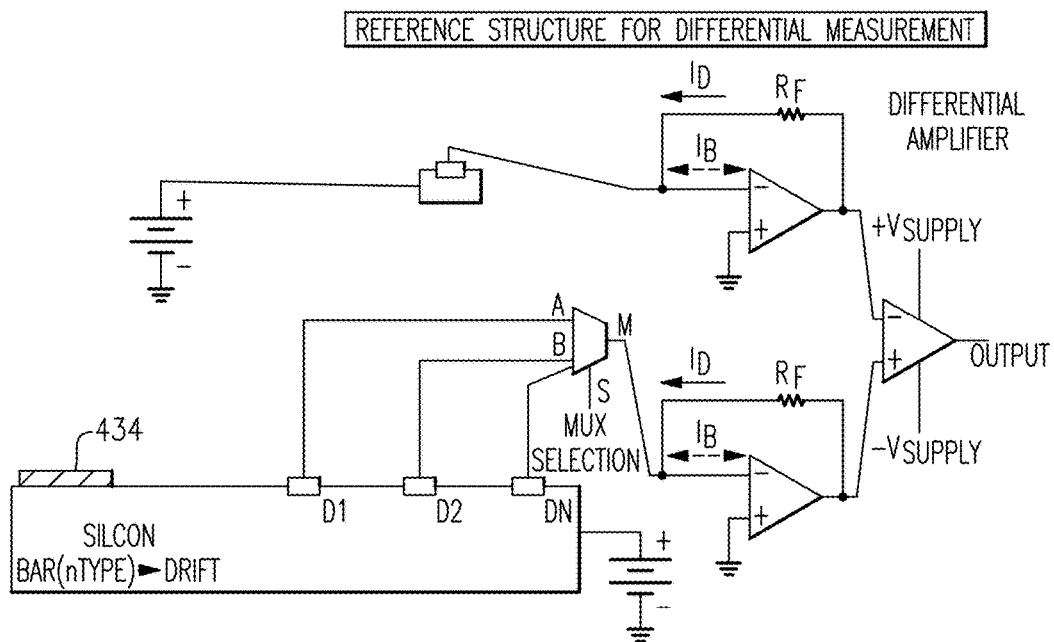 REFERENCE STRUCTURE FOR DIFFERENTIAL MEASUREMENT
ID
RF
DIFFERENTIAL
AMPLIFIER
IB
+
−
−
+
+VSUPPLY
A
B
M
S
MUX
SELECTION
ID
RF
IB
−
+
OUTPUT
−VSUPPLY
−
+
434
D1
D2
DN
SILCON
BAR(nTYPE) ► DRIFT
+
−